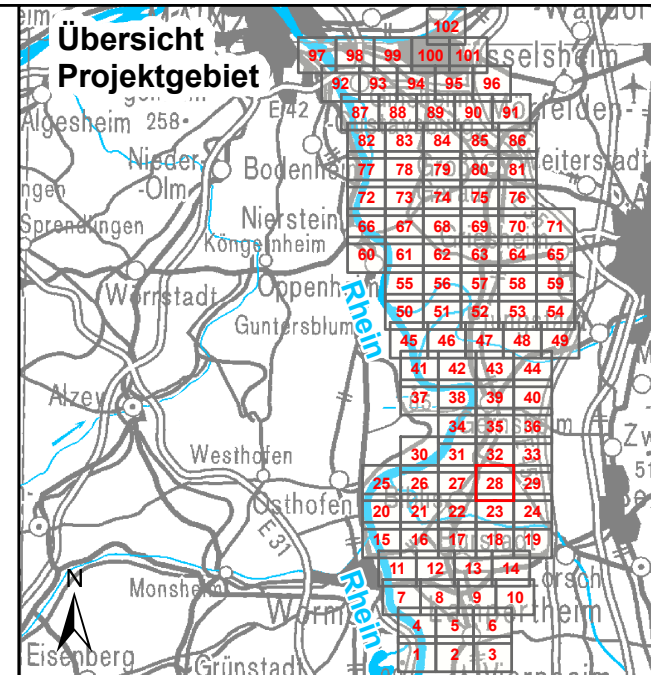 Übersicht
Projektgebiet
102
sselsheim
97 98 99 100 101
92 93 94 95 96
E 42
87 88 89 90 91
Algesheim 258
82 83 84 85 86
Nieder-
-Olm
Bodenheim
77 78 79 80 81
72 73 74 75 76
Nierstein
Sprendlingen
Köngernheim
66 67 68 69 70 71
60 61 62 63 64 65
Wörrstadt
Oppenheim
55 56 57 58 59
Rhein
50 51 52 53 54
Guntersblum
45 46 47 48 49
41 42 43 44
Alzey
37 38 39 40
34 35 36
Westhofen
30 31 32 33
25 26 27 28 29
Osthofen
20 21 22 23 24
E 31
15 16 17 18 19
11 12 13 14
orsch
N
Monsheim
Rhein
Worms
7 8 9 10
4 5 6
Eisenberg
Grünstadt
1 2 3